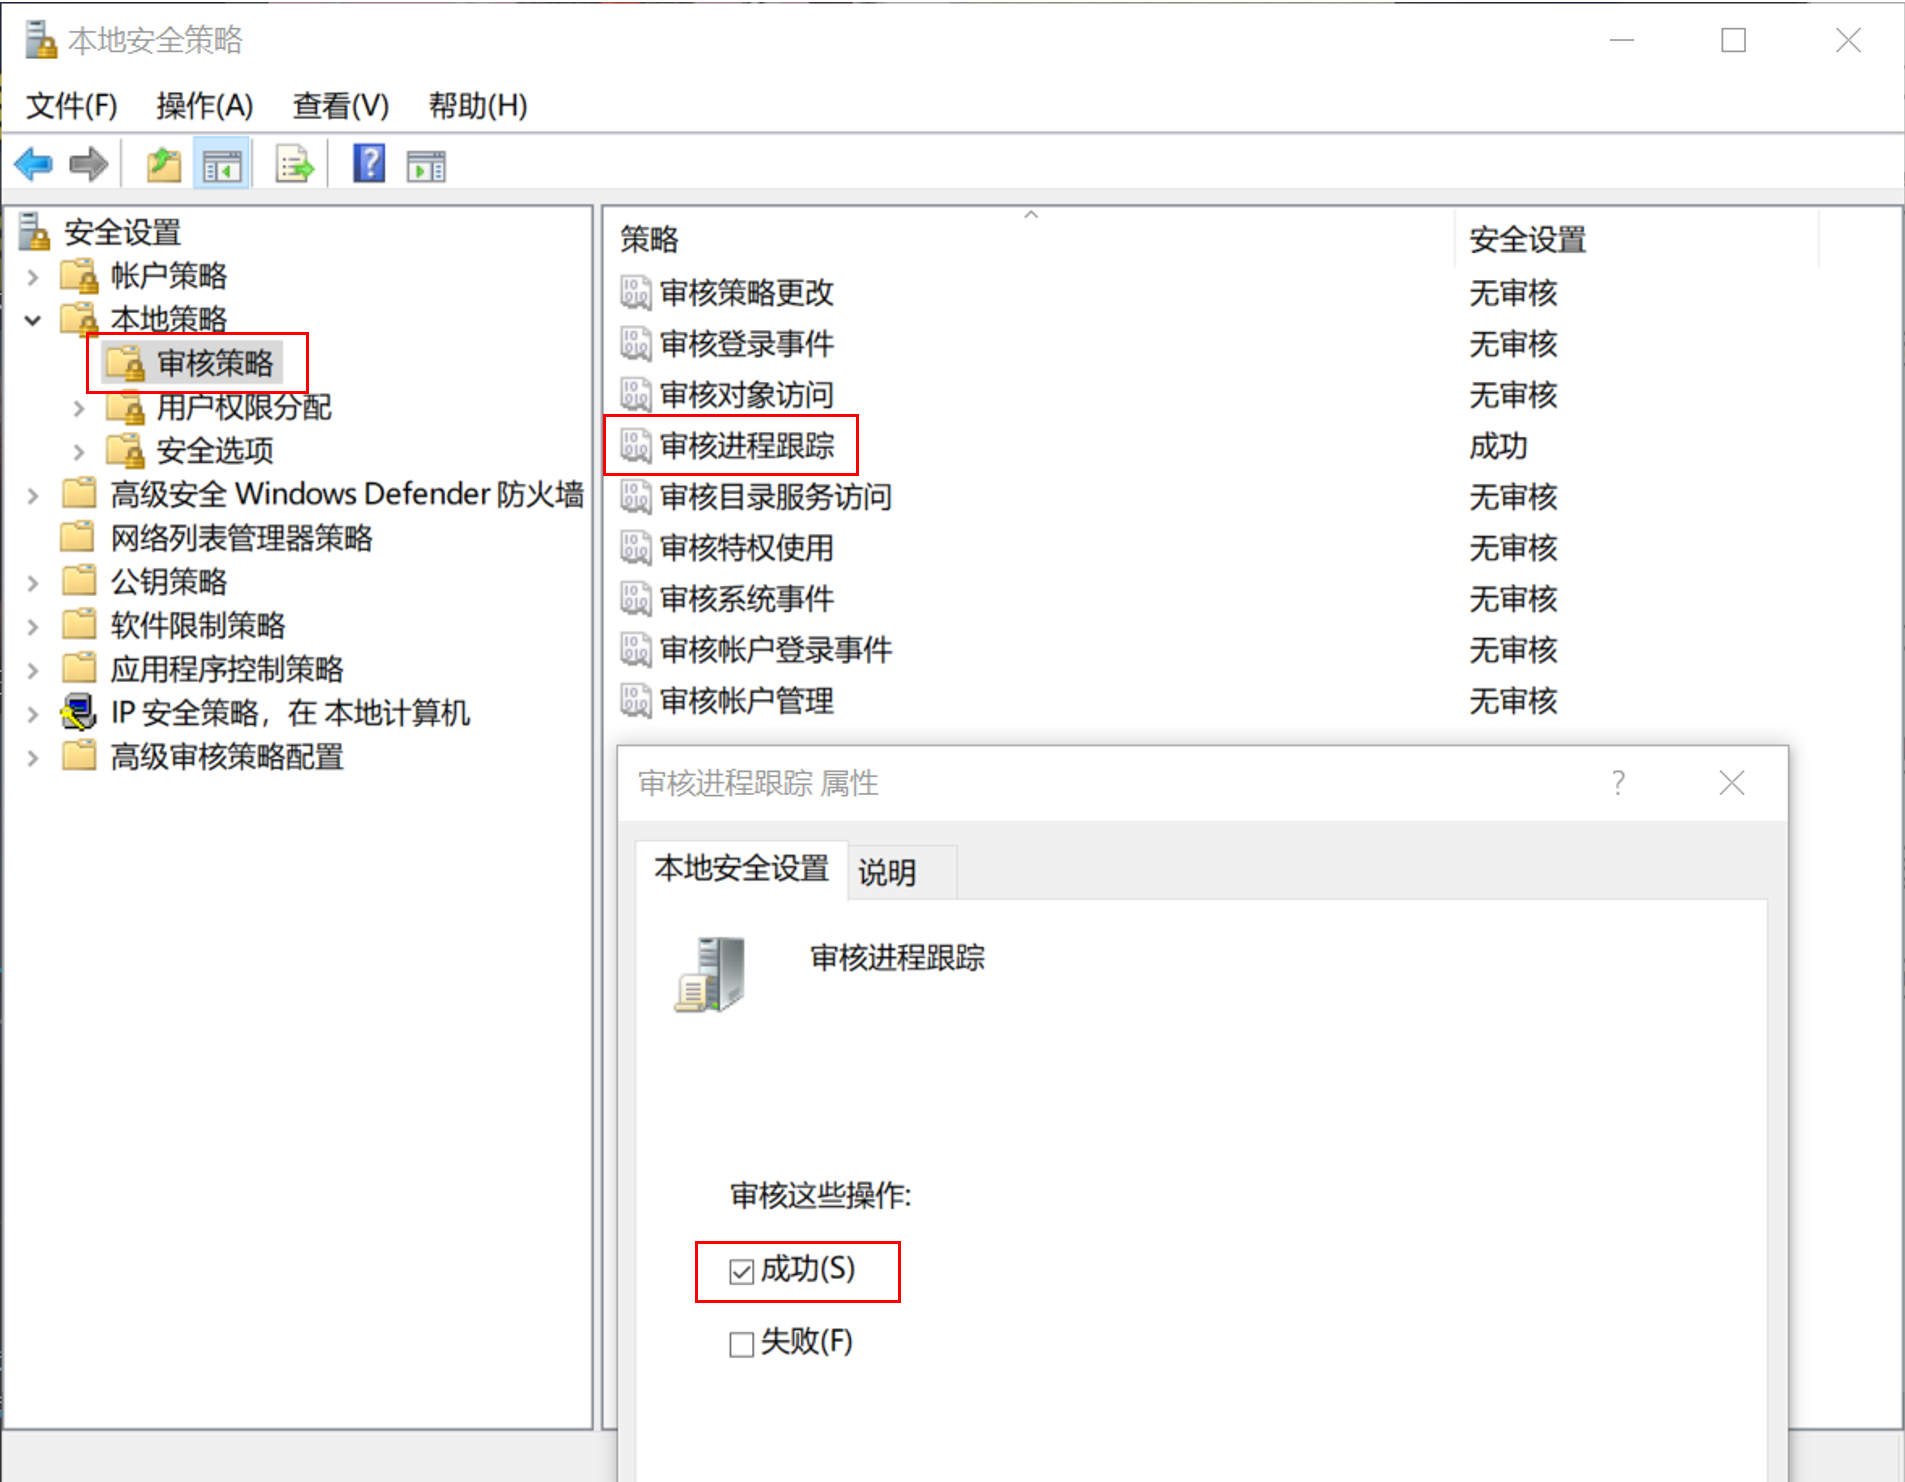 本地安全策略
文件(F) 操作(A) 查看(V) 帮助(H)
安全设置
帐户策略
本地策略
审核策略
用户权限分配
安全选项
高级安全 Windows Defender 防火墙
网络列表管理器策略
公钥策略
软件限制策略
应用程序控制策略
IP 安全策略，在 本地计算机
高级审核策略配置
策略 安全设置
审核策略更改 无审核
审核登录事件 无审核
审核对象访问 无审核
审核进程跟踪 成功
审核目录服务访问 无审核
审核特权使用 无审核
审核系统事件 无审核
审核帐户登录事件 无审核
审核帐户管理 无审核
审核进程跟踪 属性
本地安全设置 说明
审核进程跟踪
审核这些操作:
成功(S)
失败(F)